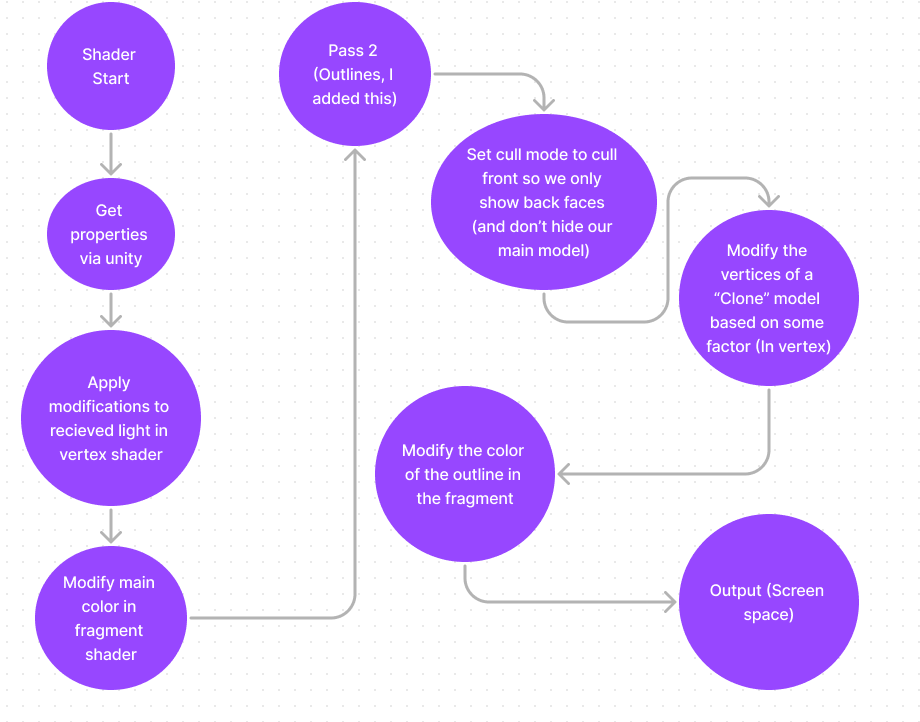 Shader
Start
Get
properties
via unity
Apply
modifications to
recieved light in
vertex shader
Modify main
color in
fragment
shader
Pass 2
(Outlines, I
added this)
Set cull mode to cull
front so we only
show back faces
(and don’t hide our
main model)
Modify the
vertices of a
“Clone” model
based on some
factor (In vertex)
Modify the color
of the outline in
the fragment
Output (Screen
space)